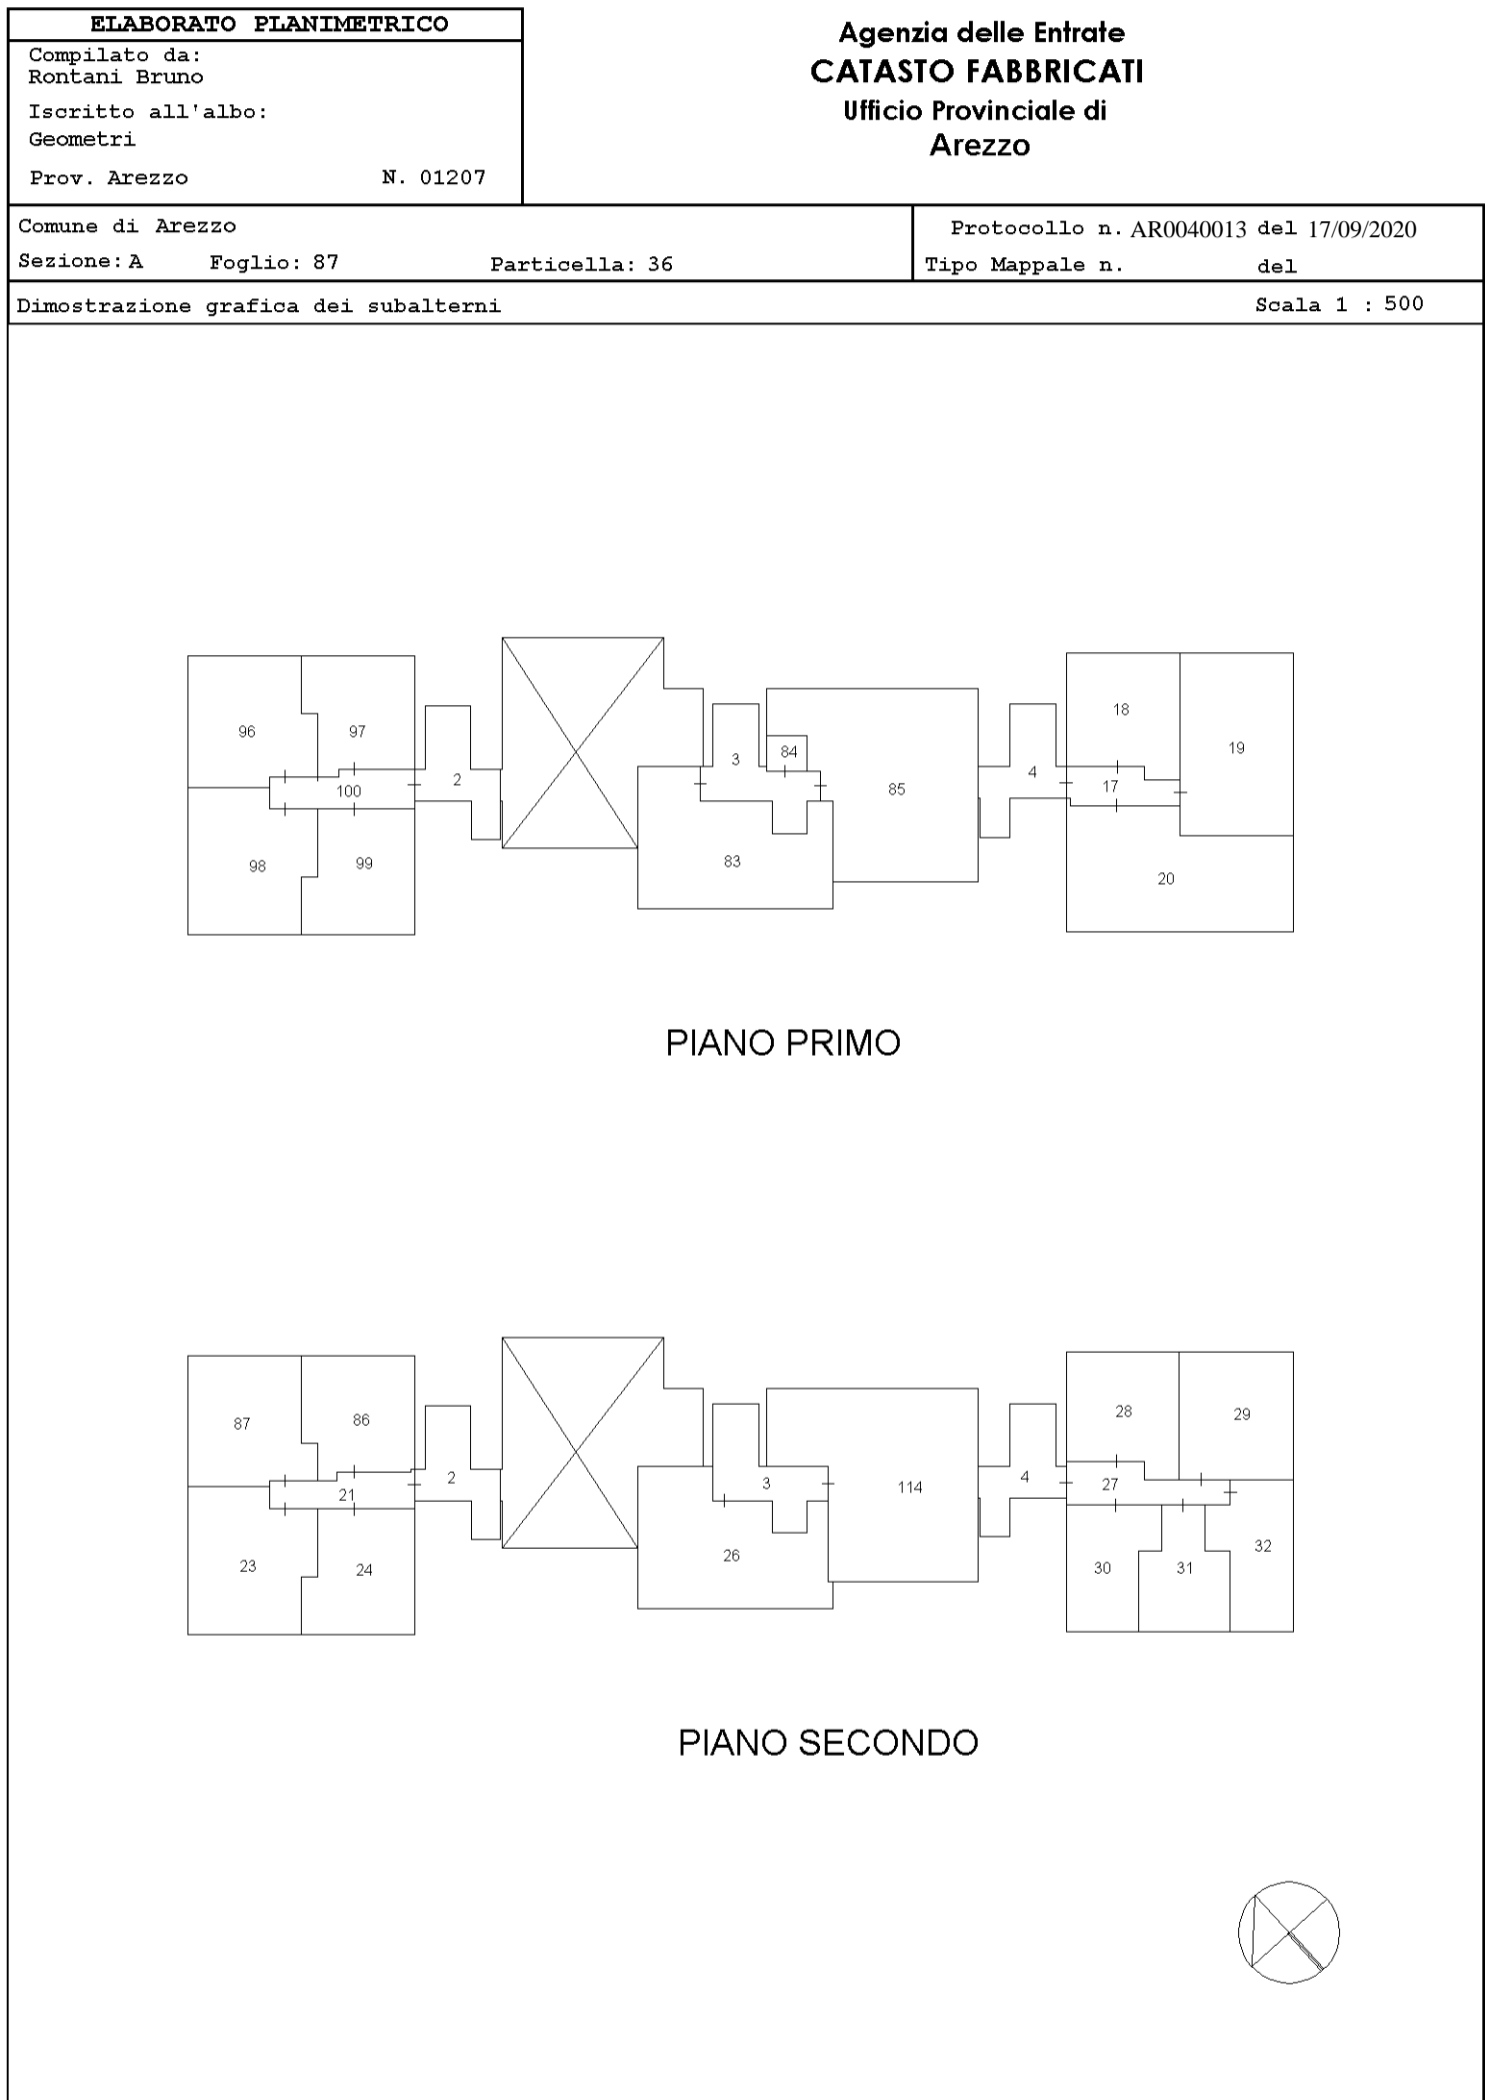 ELABORATO PLANIMETRICO
Compilato da:
Rontani Bruno
Iscritto all'albo:
Geometri
Prov. Arezzo N. 01207
Agenzia delle Entrate
CATASTO FABBRICATI
Ufficio Provinciale di
Arezzo
Comune di Arezzo
Sezione: A Foglio: 87 Particella: 36
Protocollo n. AR0040013 del 17/09/2020
Tipo Mappale n. del
Dimostrazione grafica dei subalterni Scala 1 : 500
96 97 2 100 98 99
3 84 85 83
18 19 4 17 20
PIANO PRIMO
87 86 2 21 23 24
3 114 26
28 29 4 27 30 31 32
PIANO SECONDO